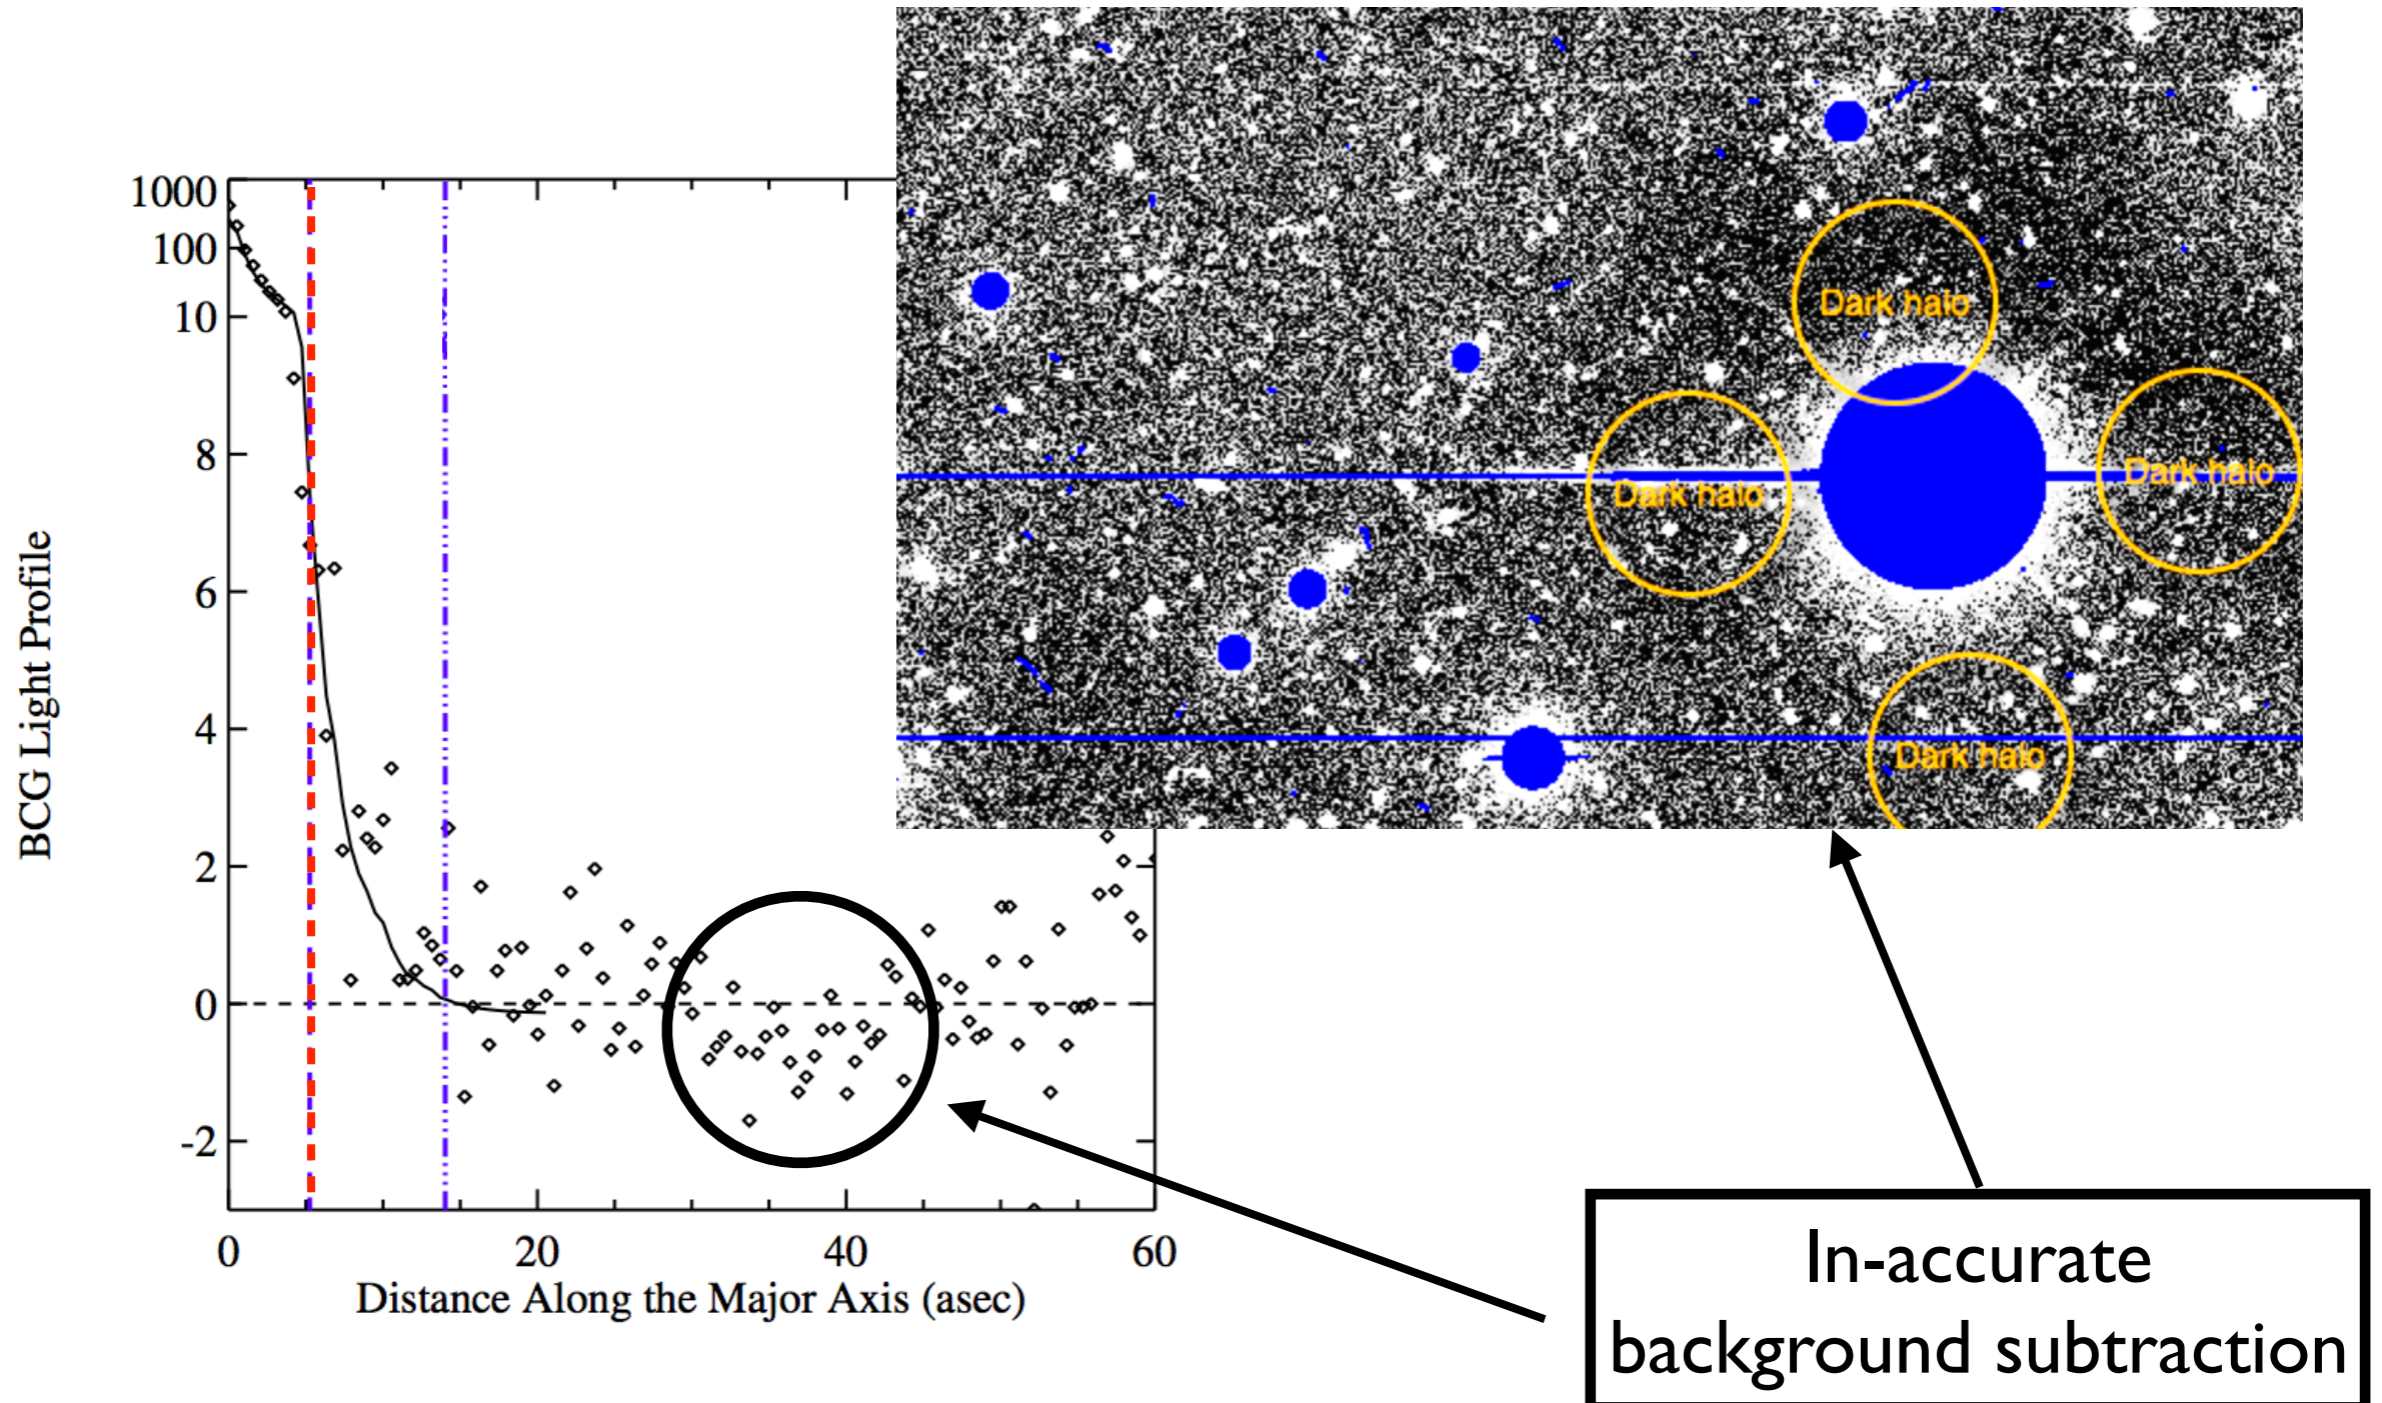 Dark halo
Dark halo
Dark halo
Dark halo
1000
100
10
8
6
4
2
0
-2
BCG Light Profile
0 20 40 60
Distance Along the Major Axis (asec)
In-accurate
background subtraction